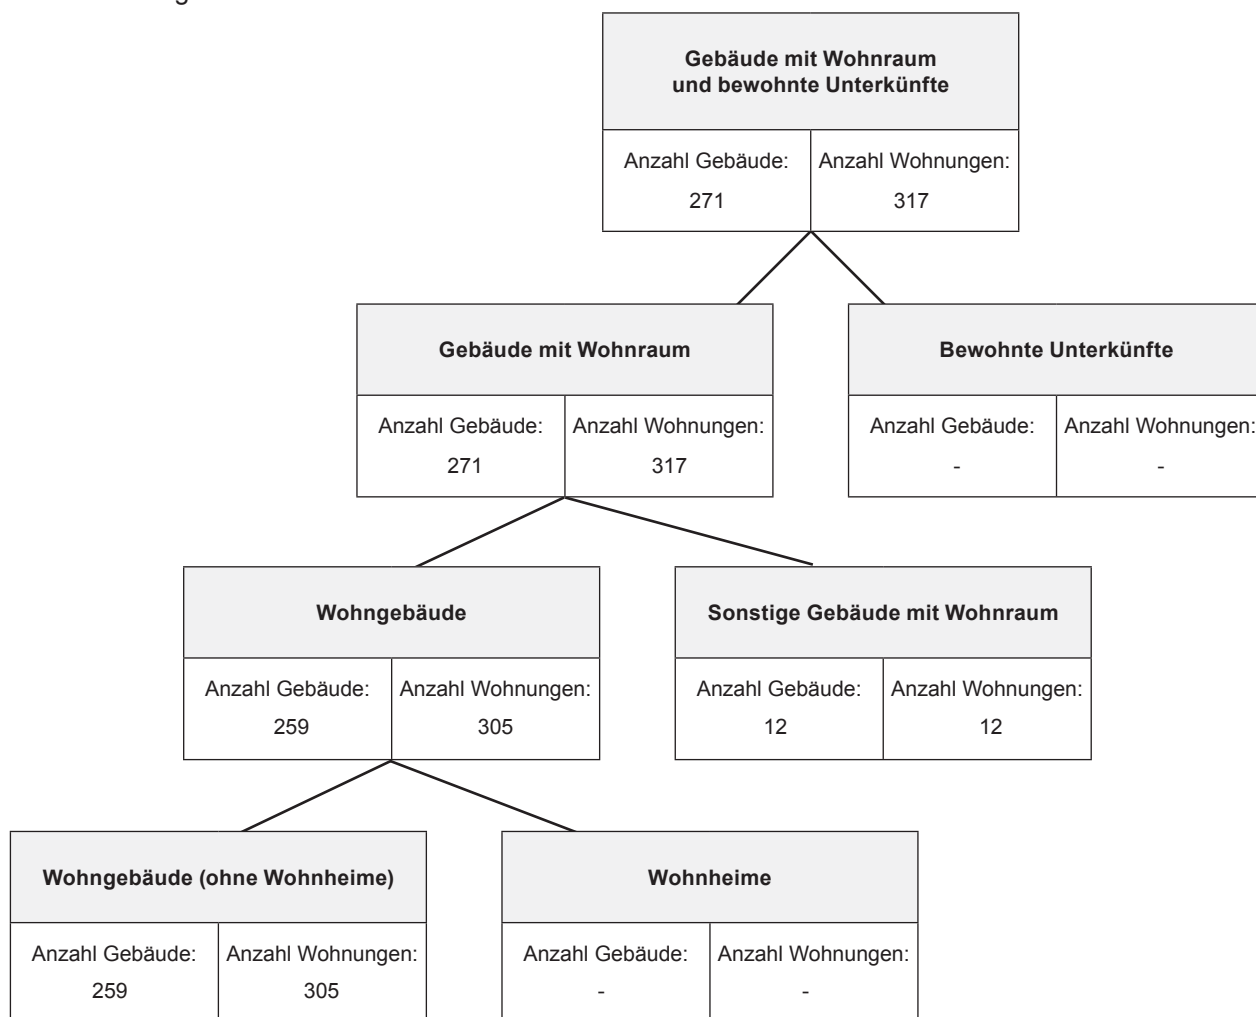 Gebäude mit Wohnraum
und bewohnte Unterkünfte
Anzahl Gebäude: Anzahl Wohnungen:
271 317
Gebäude mit Wohnraum
Bewohnte Unterkünfte
Anzahl Gebäude: Anzahl Wohnungen:
271 317
Anzahl Gebäude: Anzahl Wohnungen:
- -
Wohngebäude
Sonstige Gebäude mit Wohnraum
Anzahl Gebäude: Anzahl Wohnungen:
259 305
Anzahl Gebäude: Anzahl Wohnungen:
12 12
Wohngebäude (ohne Wohnheime)
Wohnheime
Anzahl Gebäude: Anzahl Wohnungen:
259 305
Anzahl Gebäude: Anzahl Wohnungen:
- -